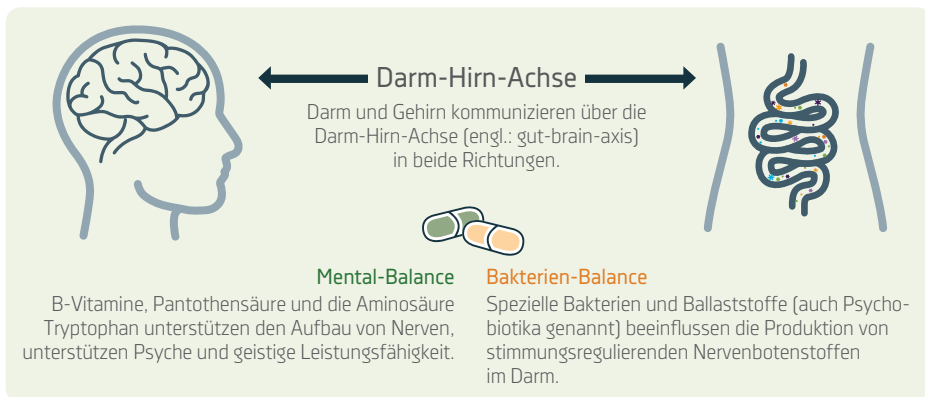 Darm-Hirn-Achse
Darm und Gehirn kommunizieren über die
Darm-Hirn-Achse (engl.: gut-brain-axis)
in beide Richtungen.
Mental-Balance
B-Vitamine, Pantothensäure und die Aminosäure
Tryptophan unterstützen den Aufbau von Nerven,
unterstützen Psyche und geistige Leistungsfähigkeit.
Bakterien-Balance
Spezielle Bakterien und Ballaststoffe (auch Psycho-
biotika genannt) beeinflussen die Produktion von
stimmungsregulierenden Nervenbotenstoffen
im Darm.